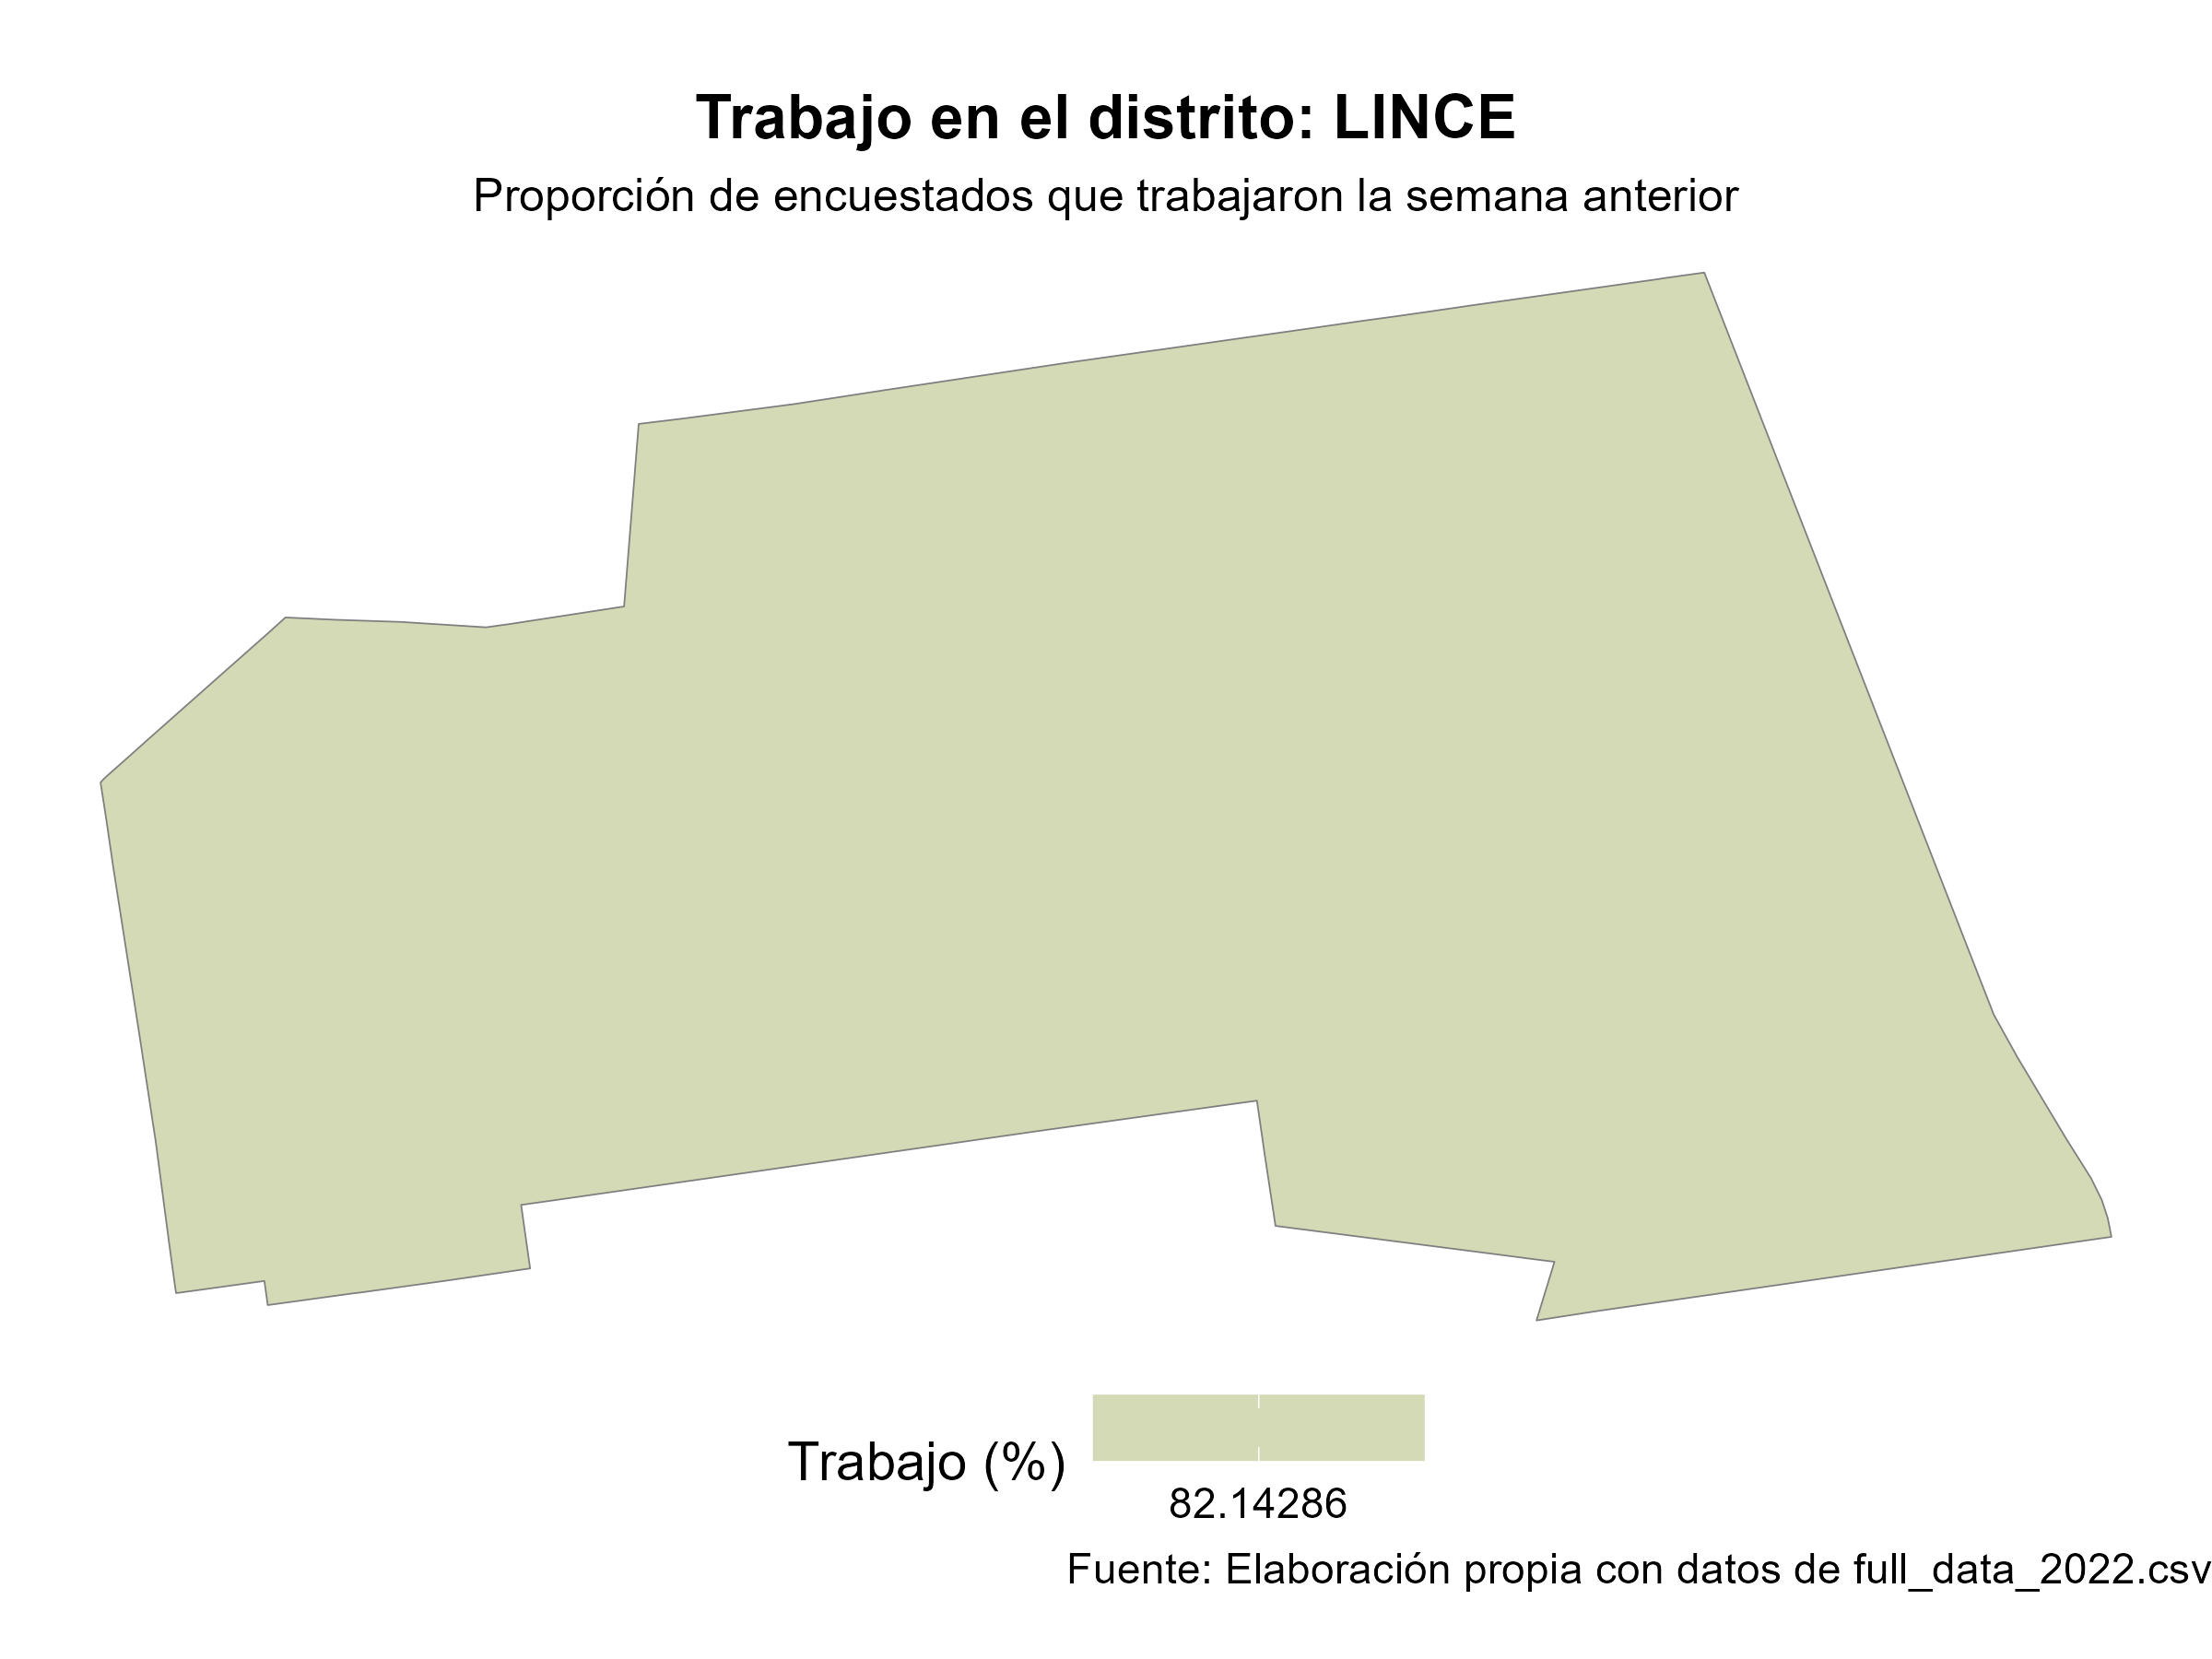 Trabajo en el distrito: LINCE
Proporción de encuestados que trabajaron la semana anterior
Trabajo (%)
82.14286
Fuente: Elaboración propia con datos de full_data_2022.csv